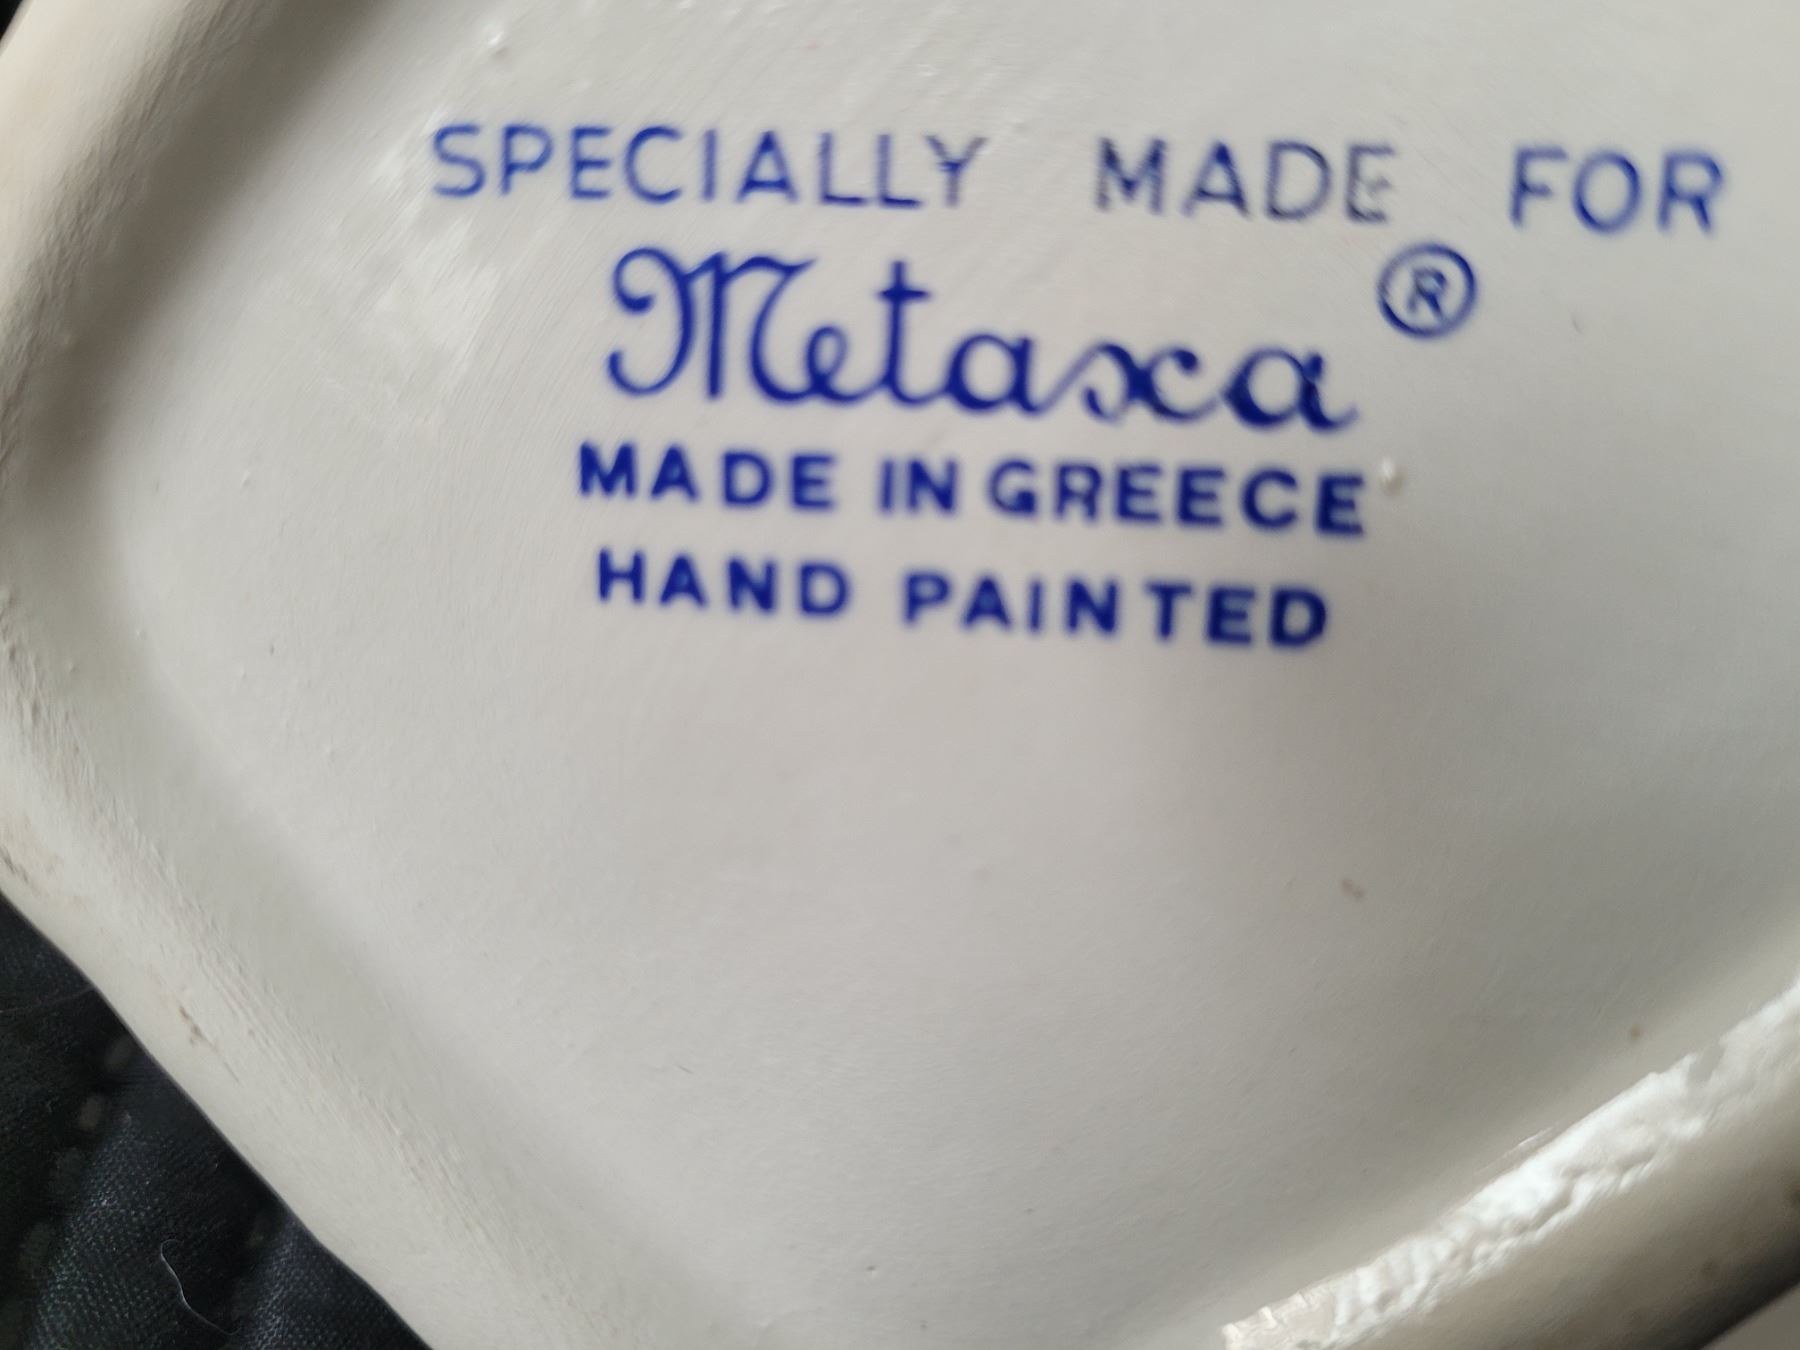 SPECIALLY MADE FOR
Metaxa ®
MADE IN GREECE
HAND PAINTED